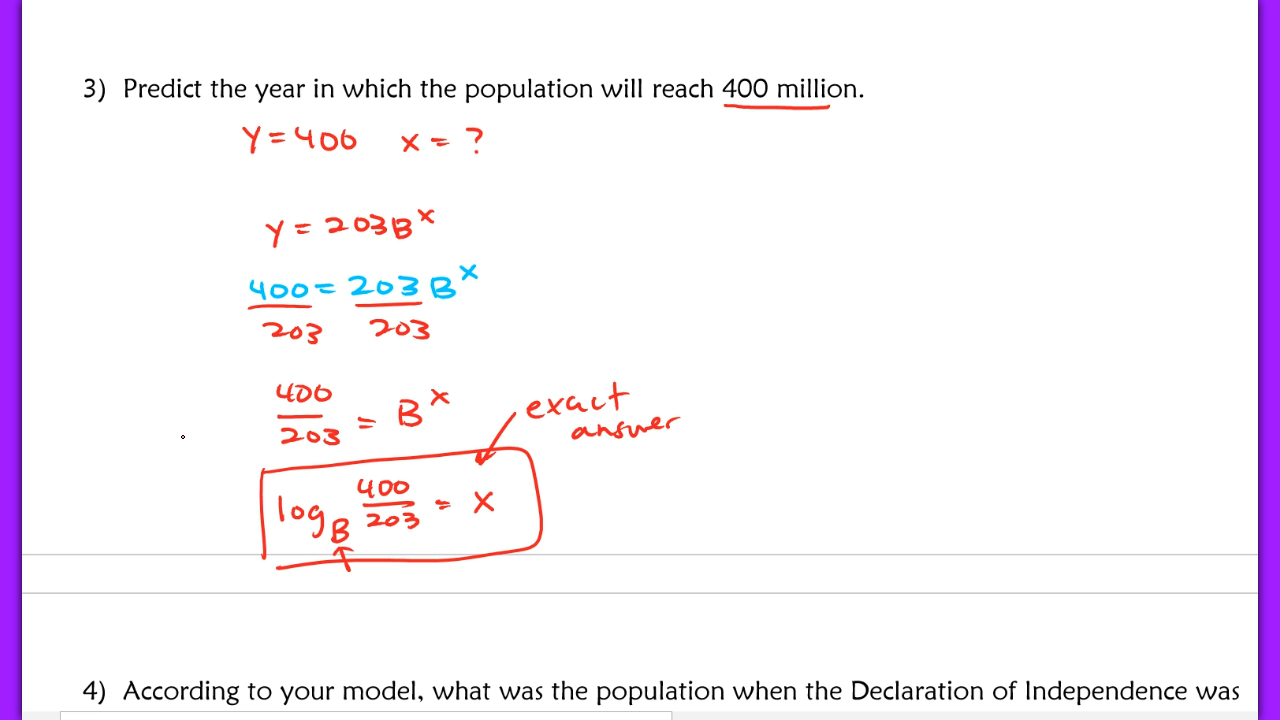 3) Predict the year in which the population will reach 400 million.
Y = 400 x = ?
Y = 203B^x
400 = 203B^x
203 203
400
203 = B^x
exact
answer
log_B 400/203 = x
4) According to your model, what was the population when the Declaration of Independence was